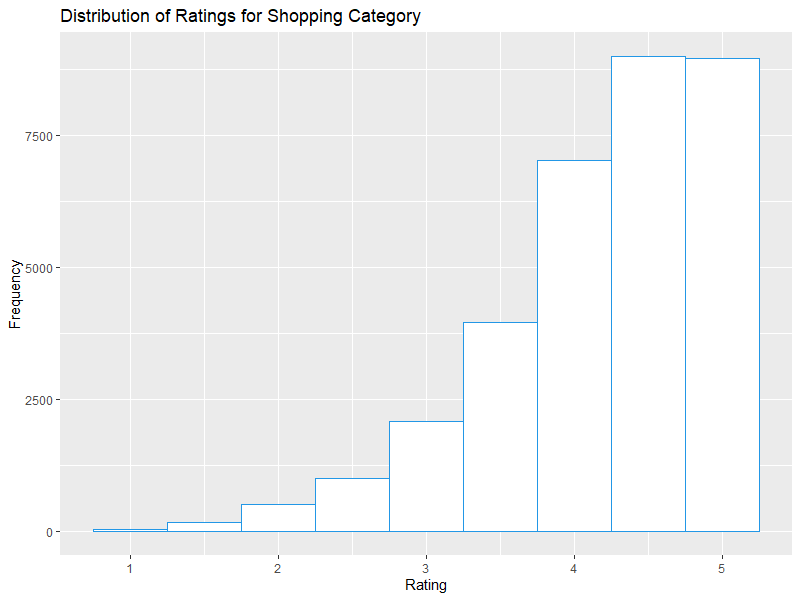 Distribution of Ratings for Shopping Category
Frequency
7500
5000
2500
0
1 2 3 4 5
Rating